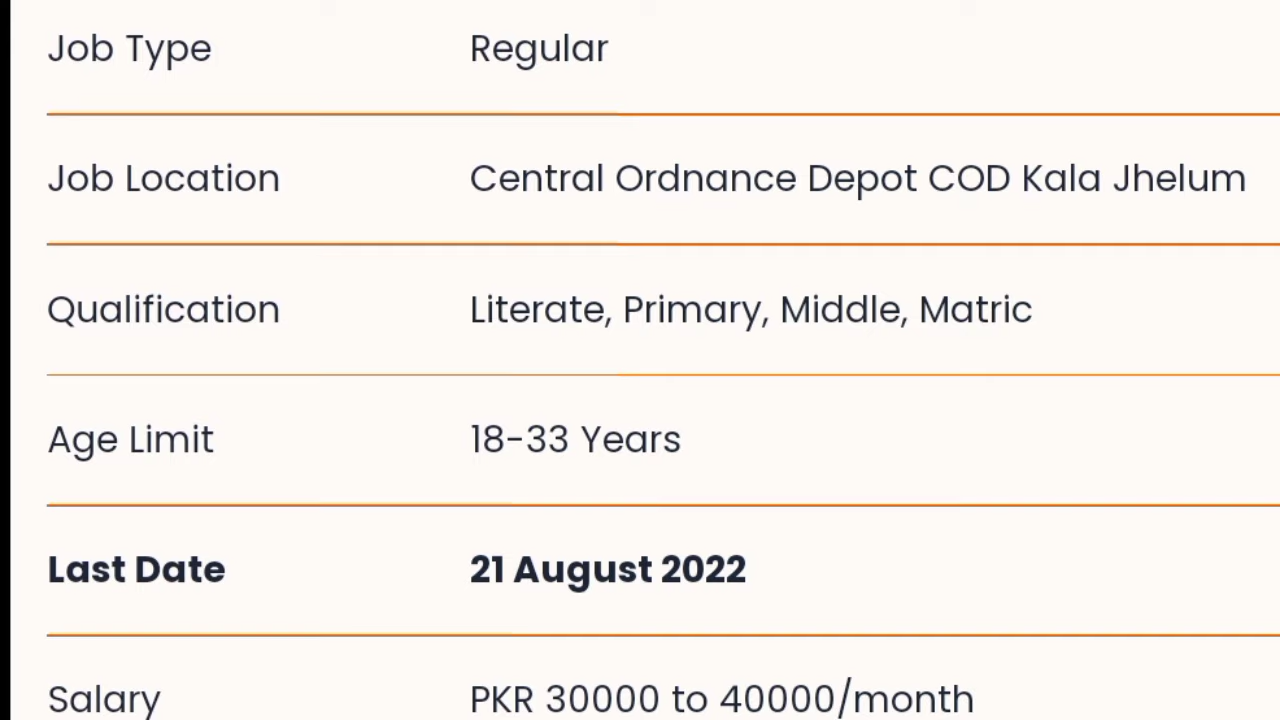 Job Type Regular
Job Location Central Ordnance Depot COD Kala Jhelum
Qualification Literate, Primary, Middle, Matric
Age Limit 18-33 Years
Last Date 21 August 2022
Salary PKR 30000 to 40000/month